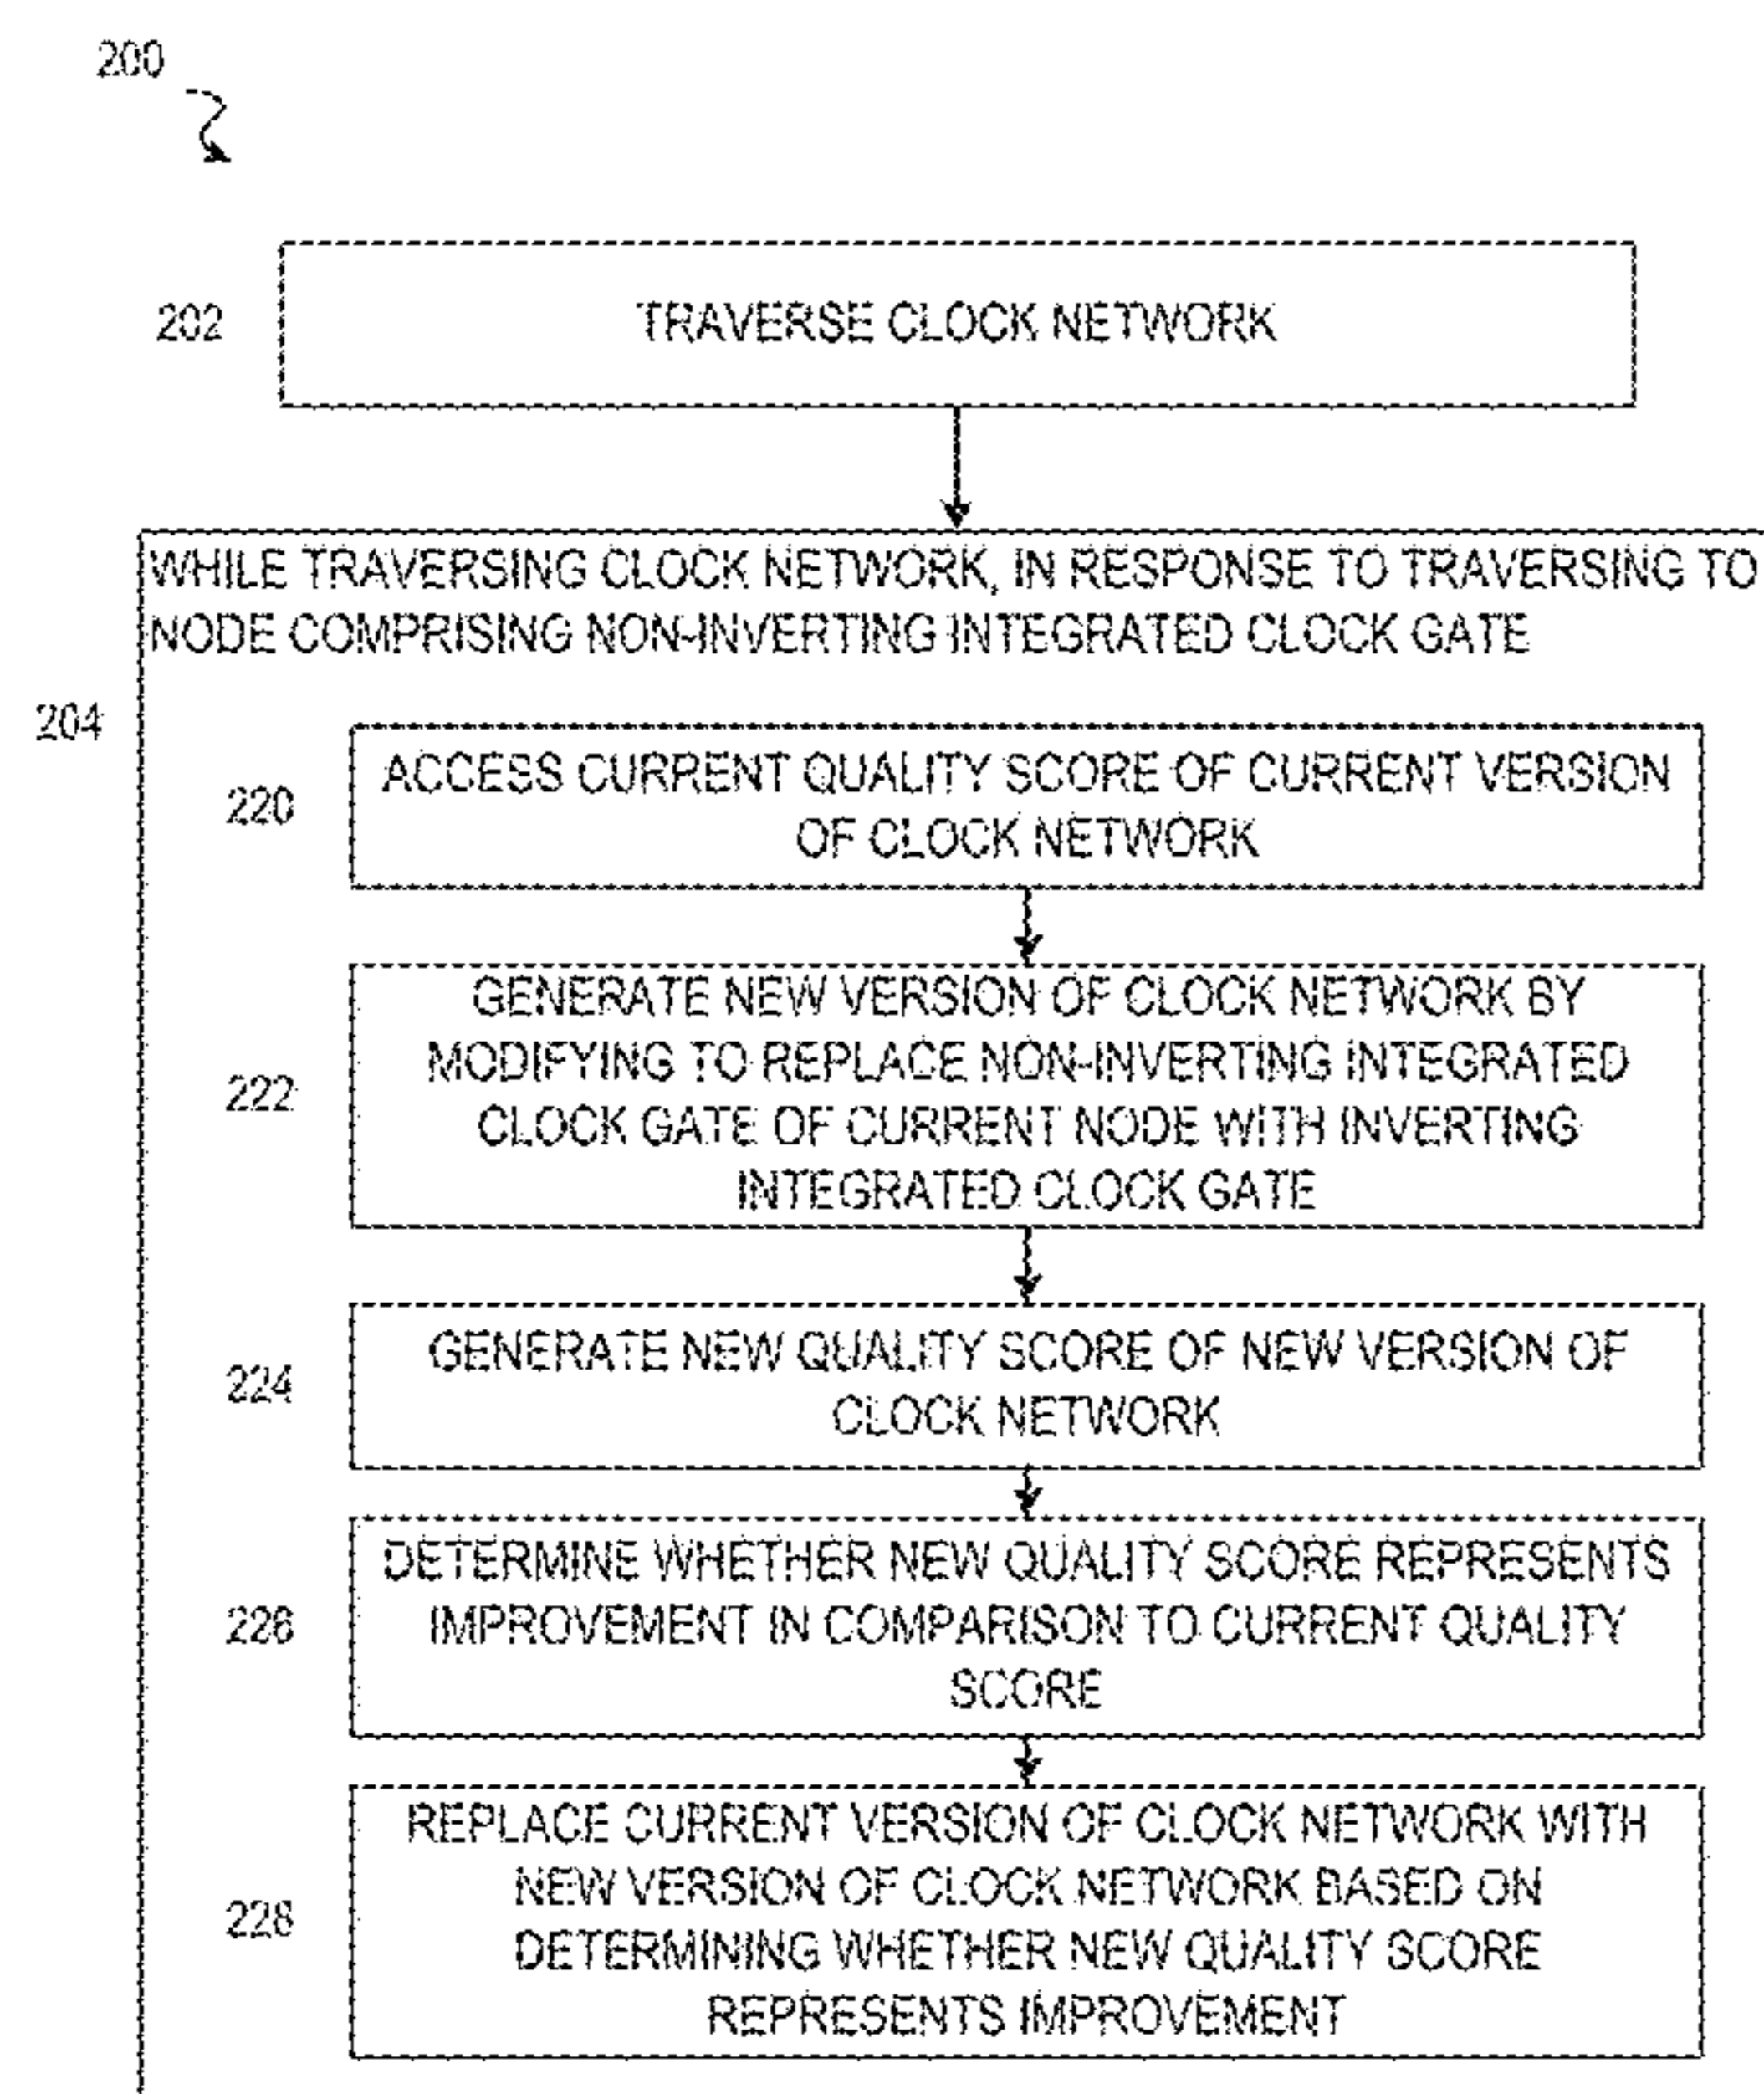 200
202
TRAVERSE CLOCK NETWORK
WHILE TRAVERSING CLOCK NETWORK, IN RESPONSE TO TRAVERSING TO
NODE COMPRISING NON-INVERTING INTEGRATED CLOCK GATE
204
220
ACCESS CURRENT QUALITY SCORE OF CURRENT VERSION
OF CLOCK NETWORK
222
GENERATE NEW VERSION OF CLOCK NETWORK BY
MODIFYING TO REPLACE NON-INVERTING INTEGRATED
CLOCK GATE OF CURRENT NODE WITH INVERTING
INTEGRATED CLOCK GATE
224
GENERATE NEW QUALITY SCORE OF NEW VERSION OF
CLOCK NETWORK
226
DETERMINE WHETHER NEW QUALITY SCORE REPRESENTS
IMPROVEMENT IN COMPARISON TO CURRENT QUALITY
SCORE
228
REPLACE CURRENT VERSION OF CLOCK NETWORK WITH
NEW VERSION OF CLOCK NETWORK BASED ON
DETERMINING WHETHER NEW QUALITY SCORE
REPRESENTS IMPROVEMENT